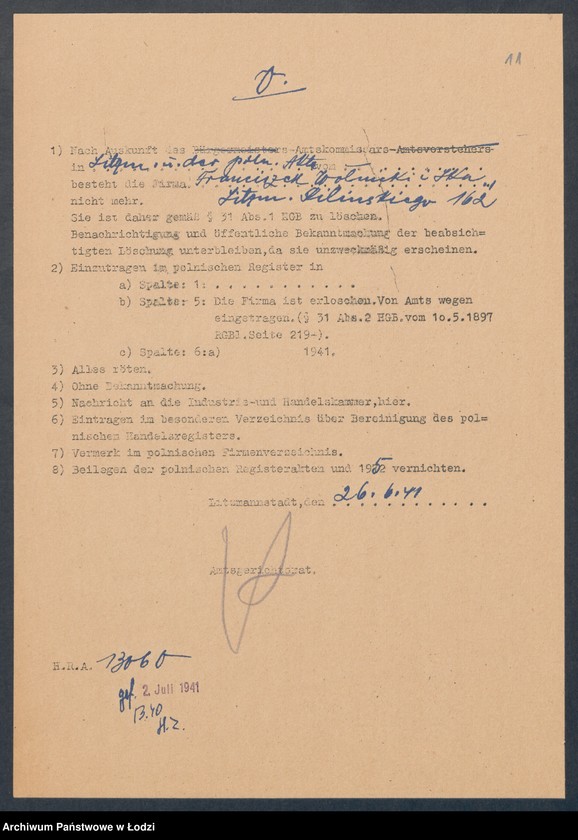 11
V.
1) Nach Auskunft des Bürgermeisters-Amtskommissars-Amtsvorstehers
in Litzm. u. der poln. Akte vom
besteht die Firma Franciszek Woliński i Ska
nicht mehr. Litzm. Pilińskiego 162"
Sie ist daher gemäß § 31 Abs.1 HGB zu löschen.
Benachrichtigung und öffentliche Bekanntmachung der beabsich=
tigten Löschung unterbleiben,da sie unzweckmäßig erscheinen.
2) Einzutragen im polnischen Register in
a) Spalte: 1: . . . . . . . . . . . .
b) Spalte: 5: Die Firma ist erloschen.Von Amts wegen
eingetragen.(§ 31 Abs.2 HGB.vom 1o.5.1897
RGBl.Seite 219-).
c) Spalte: 6:a) 1941.
3) Alles röten.
4) Ohne Bekanntmachung.
5) Nachricht an die Industrie-und Handelskammer,hier.
6) Eintragen im besonderen Verzeichnis über Bereinigung des pol=
nischen Handelsregisters.
7) Vermerk im polnischen Firmenverzeichnis.
8) Beilegen der polnischen Registerakten und 1952 vernichten.
Litzmannstadt,den 26.6.41
Amtsgerichtsrat.
H.R.A. 13060
gef. 2. Juli 1941
Archiwum Państwowe w Łodzi